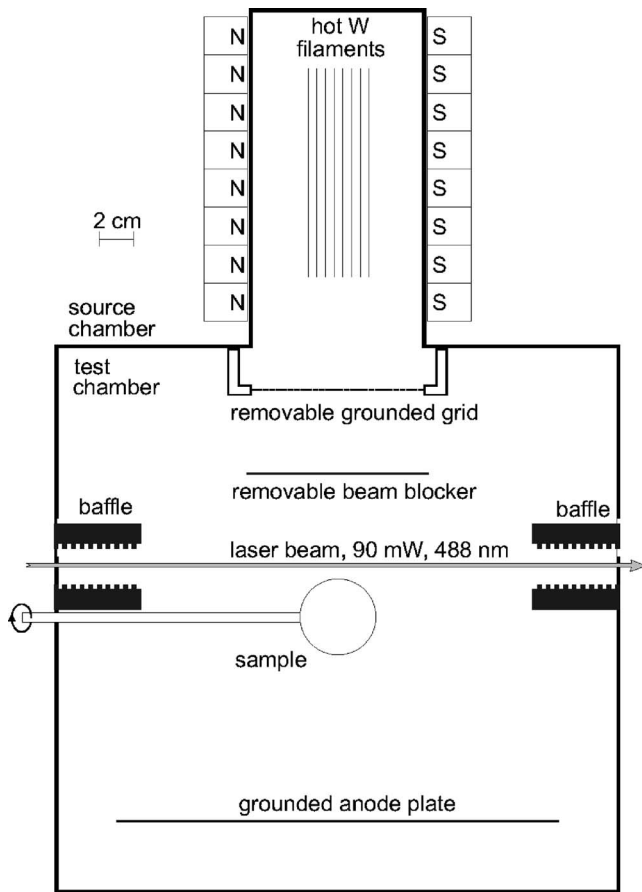 hot W
filaments
N
S
N
S
N
S
N
S
N
S
N
S
N
S
N
S
2 cm
source
chamber
test
chamber
removable grounded grid
removable beam blocker
baffle
baffle
laser beam, 90 mW, 488 nm
sample
grounded anode plate